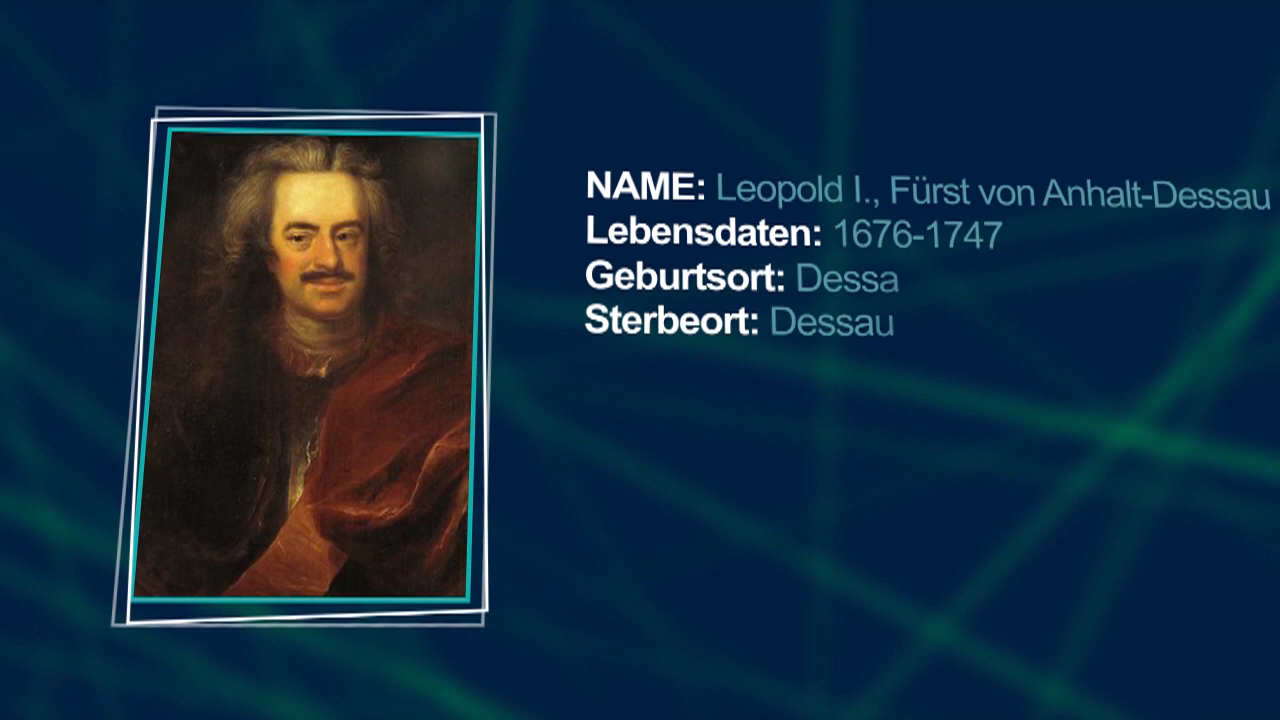 NAME: Leopold I., Fürst von Anhalt-Dessau
Lebensdaten: 1676-1747
Geburtsort: Dessa
Sterbeort: Dessau